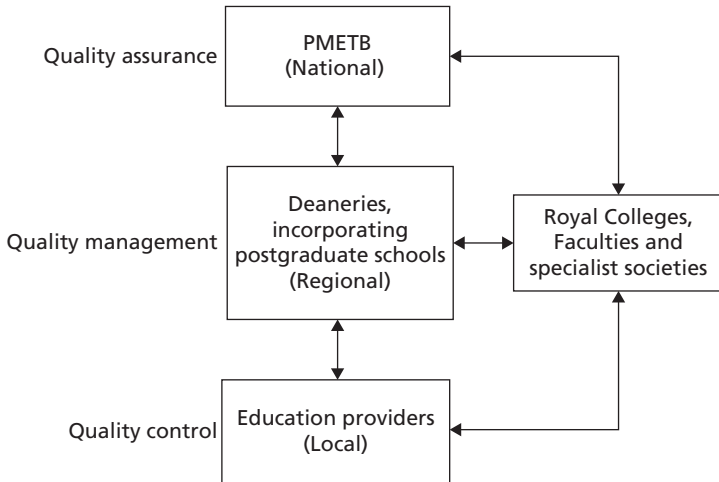 Quality assurance
PMETB
(National)
Quality management
Deaneries,
incorporating
postgraduate schools
(Regional)
Royal Colleges,
Faculties and
specialist societies
Quality control
Education providers
(Local)